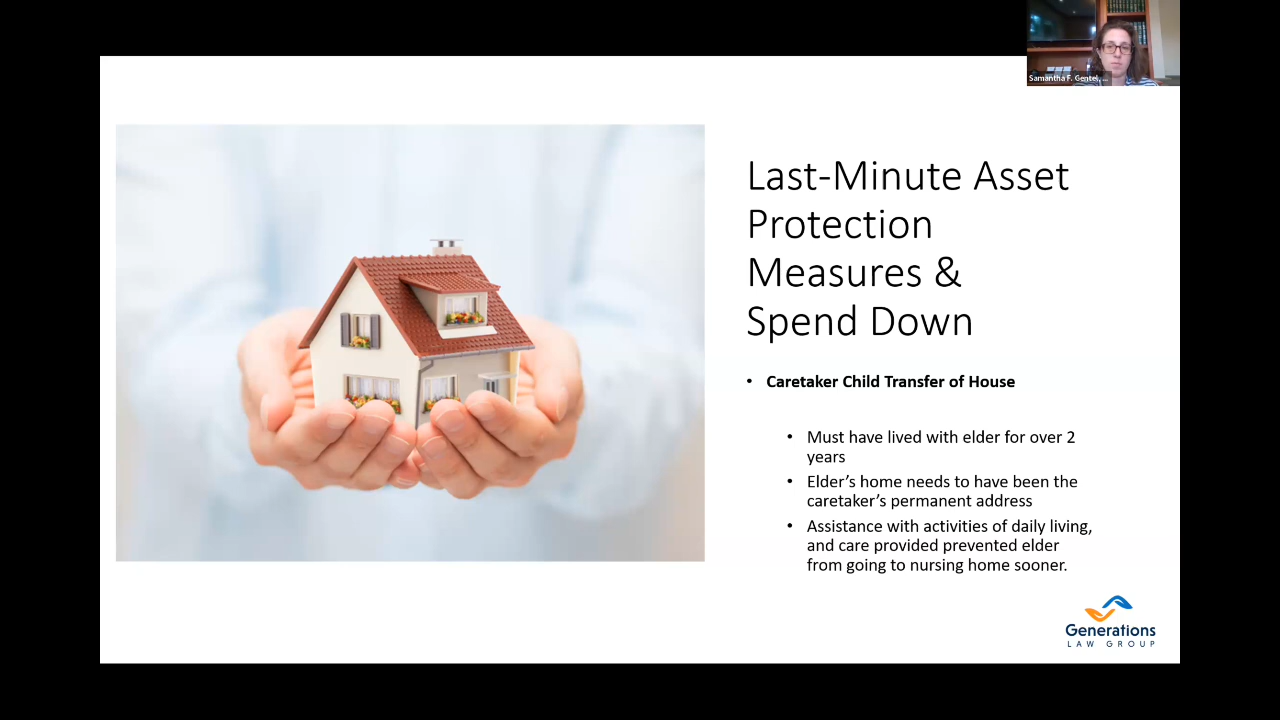 Samantha F. Gentel, ...
Last-Minute Asset
Protection
Measures &
Spend Down
• Caretaker Child Transfer of House
• Must have lived with elder for over 2
years
• Elder’s home needs to have been the
caretaker’s permanent address
• Assistance with activities of daily living,
and care provided prevented elder
from going to nursing home sooner.
Generations
LAW GROUP